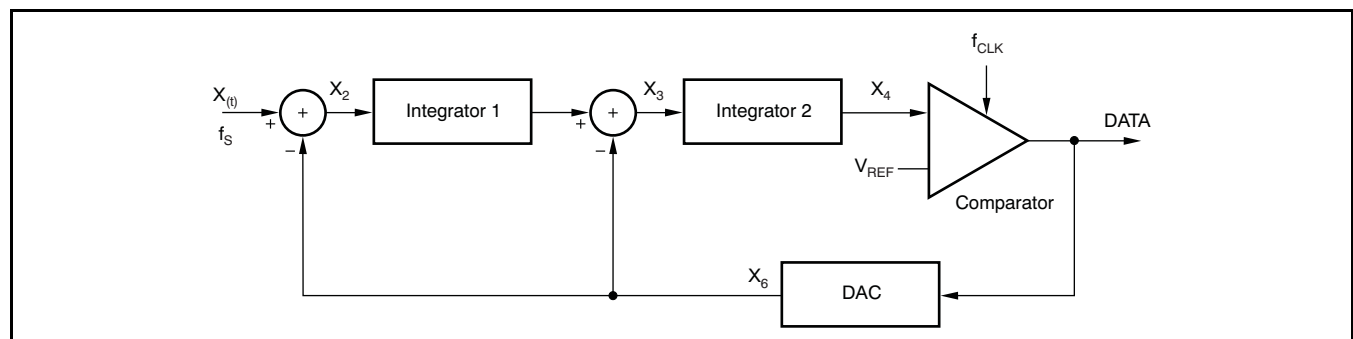 f_CLK
X_(t)
X_2
X_3
X_4
Integrator 1
Integrator 2
+
+
+
+
f_S
−
−
DATA
V_REF
Comparator
X_6
DAC